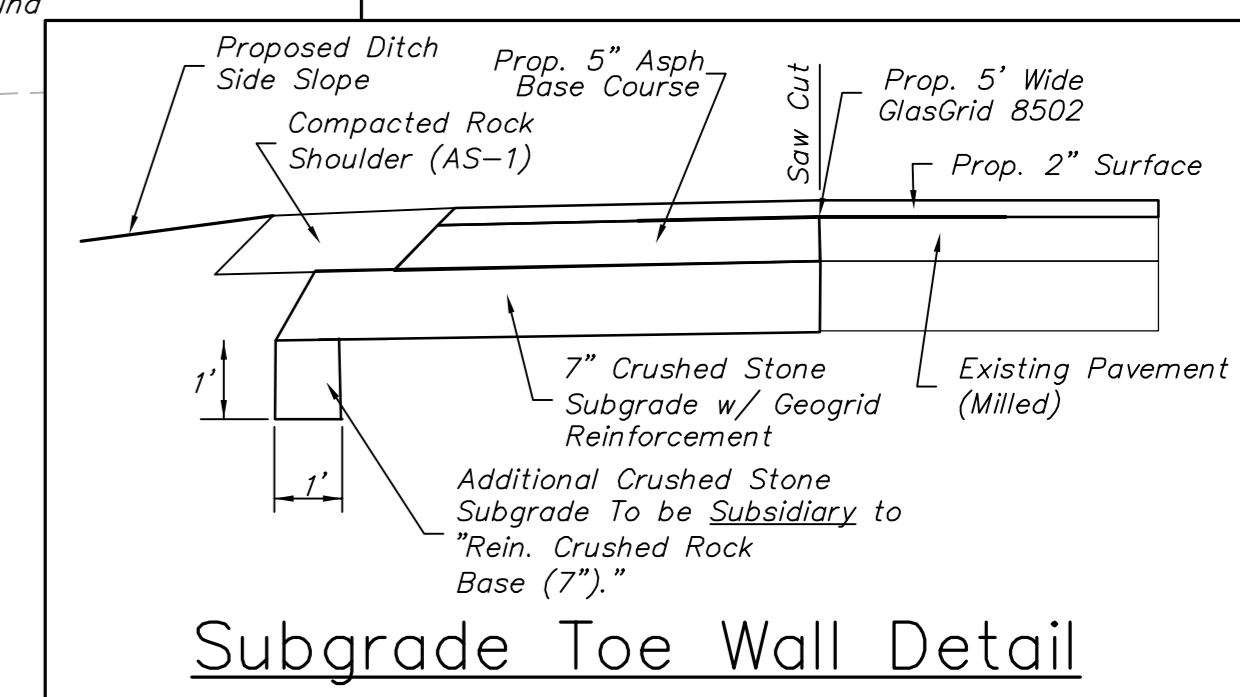 Proposed Ditch
Side Slope
Prop. 5” Asph
Base Course
Saw Cut
Prop. 5’ Wide
GlasGrid 8502
Compacted Rock
Shoulder (AS-1)
Prop. 2” Surface
1’
1’
7” Crushed Stone
Subgrade w/ Geogrid
Reinforcement
Existing Pavement
(Milled)
Additional Crushed Stone
Subgrade To be Subsidiary to
”Rein. Crushed Rock
Base (7”).”
Subgrade Toe Wall Detail